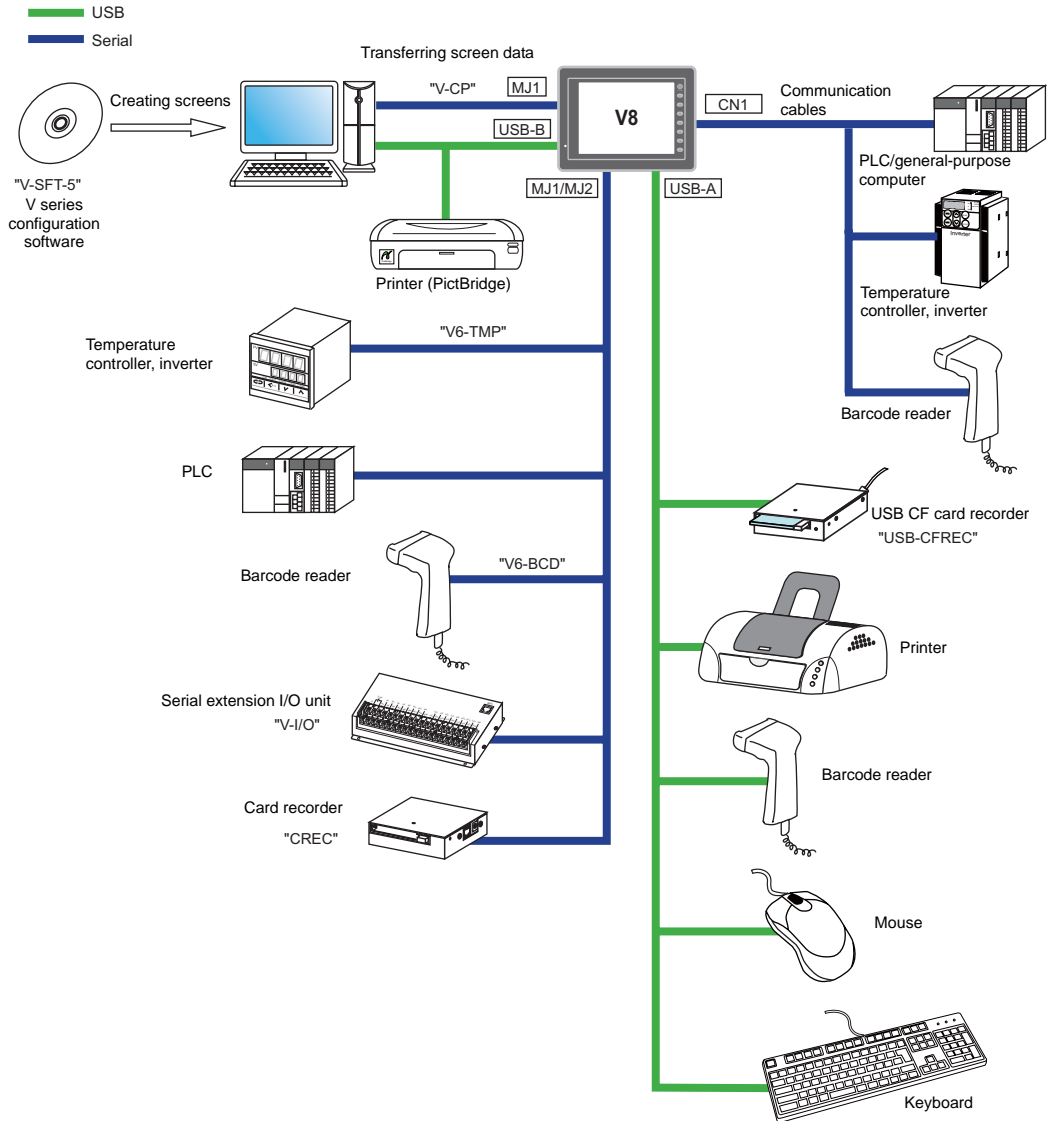 USB
Serial
Transferring screen data
"V-CP"
MJ1
Creating screens
USB-B
V8
CN1
Communication
cables
PLC/general-purpose
computer
"V-SFT-5"
V series
configuration
software
MJ1/MJ2
USB-A
Printer (PictBridge)
Inverter
Temperature
controller, inverter
"V6-TMP"
Temperature
controller, inverter
Barcode reader
PLC
USB CF card recorder
"USB-CFREC"
"V6-BCD"
Barcode reader
Printer
Serial extension I/O unit
"V-I/O"
Barcode reader
Card recorder
"CREC"
Mouse
Keyboard